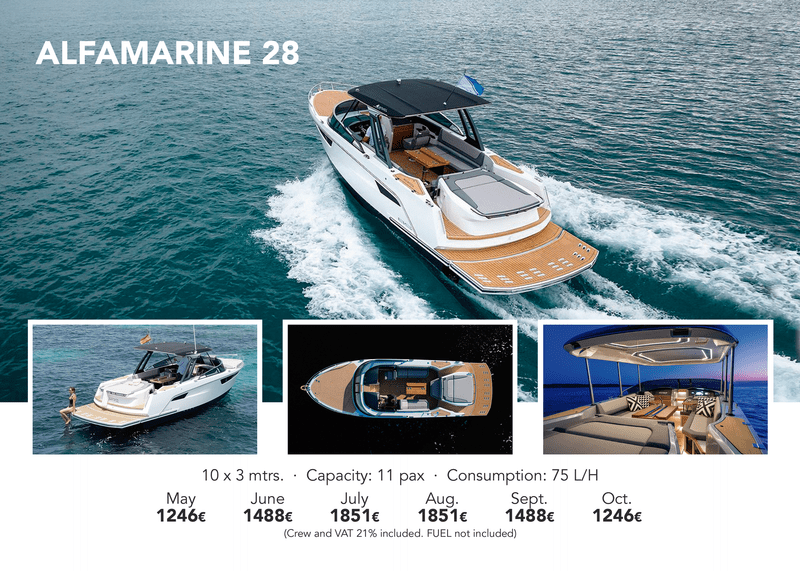 ALFAMARINE 28
10 x 3 mtrs. · Capacity: 11 pax · Consumption: 75 L/H
May June July Aug. Sept. Oct.
1246€ 1488€ 1851€ 1851€ 1488€ 1246€
(Crew and VAT 21% included. FUEL not included)